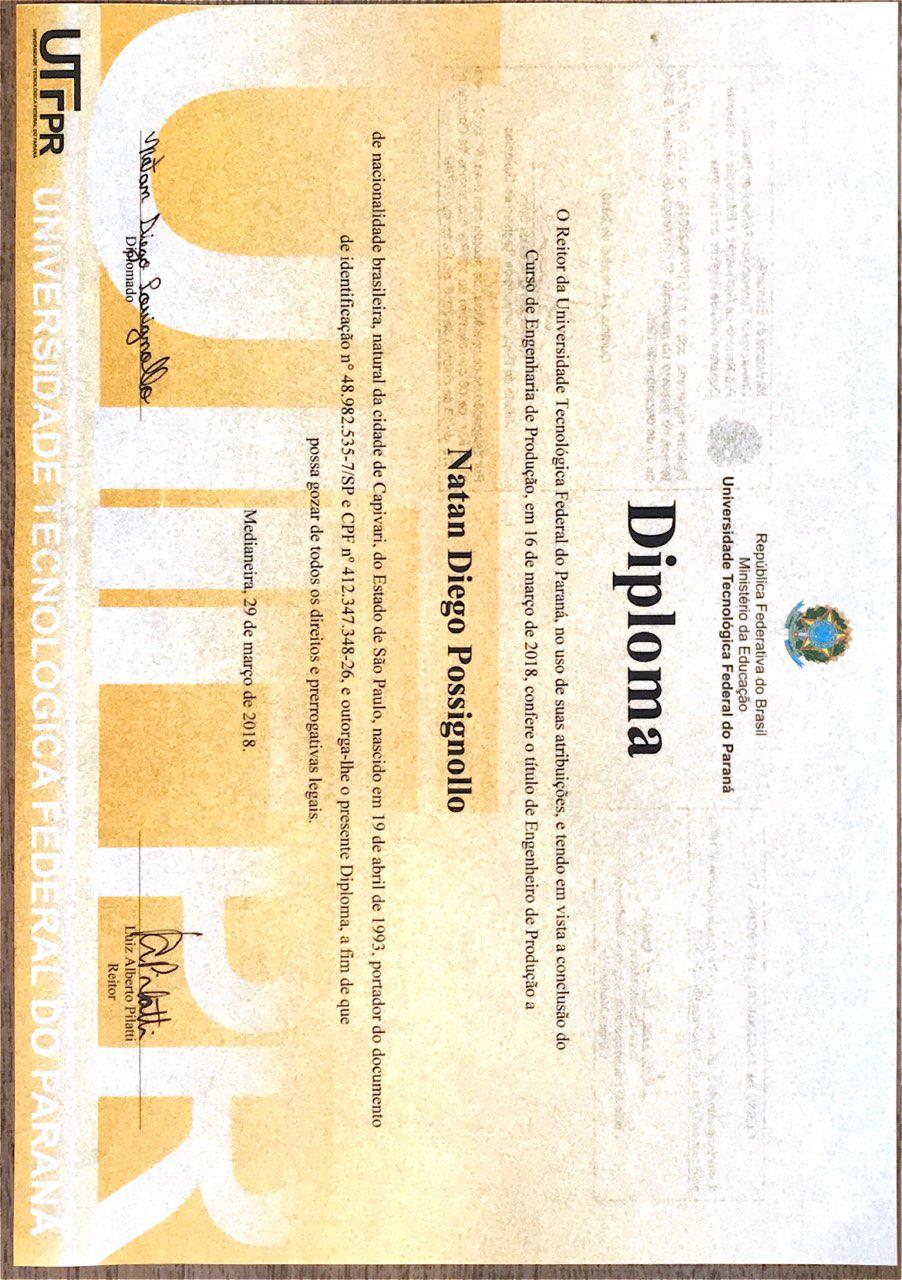 República Federativa do Brasil
Ministério da Educação
Universidade Tecnológica Federal do Paraná
Diploma
O Reitor da Universidade Tecnológica Federal do Paraná, no uso de suas atribuições, e tendo em vista a conclusão do
Curso de Engenharia de Produção, em 16 de março de 2018, confere o título de Engenheiro de Produção a
Natan Diego Possignollo
de nacionalidade brasileira, natural da cidade de Capivari, do Estado de São Paulo, nascido em 19 de abril de 1993, portador do documento
de identificação n° 48.982.535-7/SP e CPF nº 412.347.348-26, e outorga-lhe o presente Diploma, a fim de que
possa gozar de todos os direitos e prerrogativas legais.
Medianeira, 29 de março de 2018.
Natan Diego Possignollo
Diplomado
Luiz Alberto Pilatti
Reitor
UTFPR
UTFPR
UNIVERSIDADE TECNOLÓGICA FEDERAL DO PARANÁ
UNIVERSIDADE TECNOLÓGICA FEDERAL DO PARANÁ